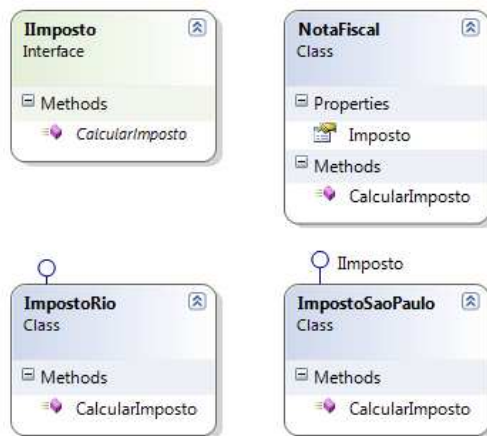 IImposto
Interface
Methods
CalcularImposto
NotaFiscal
Class
Properties
Imposto
Methods
CalcularImposto
ImpostoRio
Class
Methods
CalcularImposto
IImposto
ImpostoSaoPaulo
Class
Methods
CalcularImposto